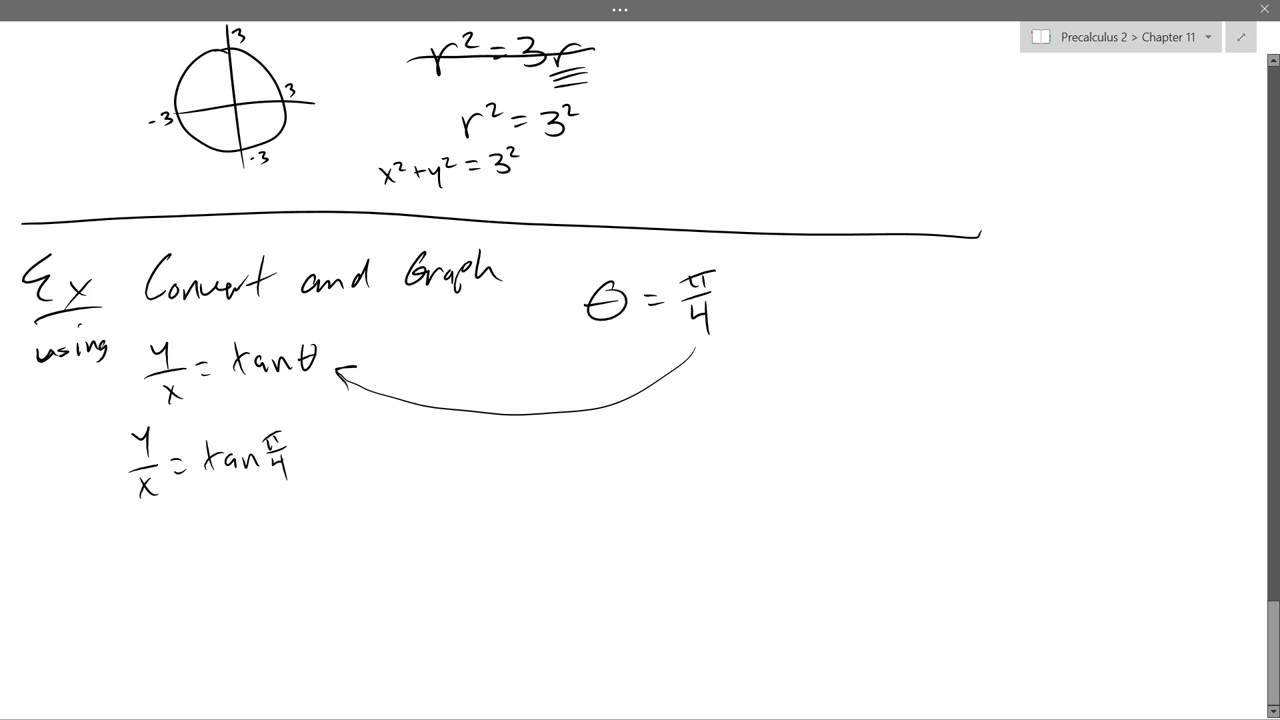 Precalculus 2 > Chapter 11
3
3
-3
-3
r² = 3r
r² = 3²
x² + y² = 3²
Ex Convert and Graph θ = π/4
using y/x = tan θ
y/x = tan π/4